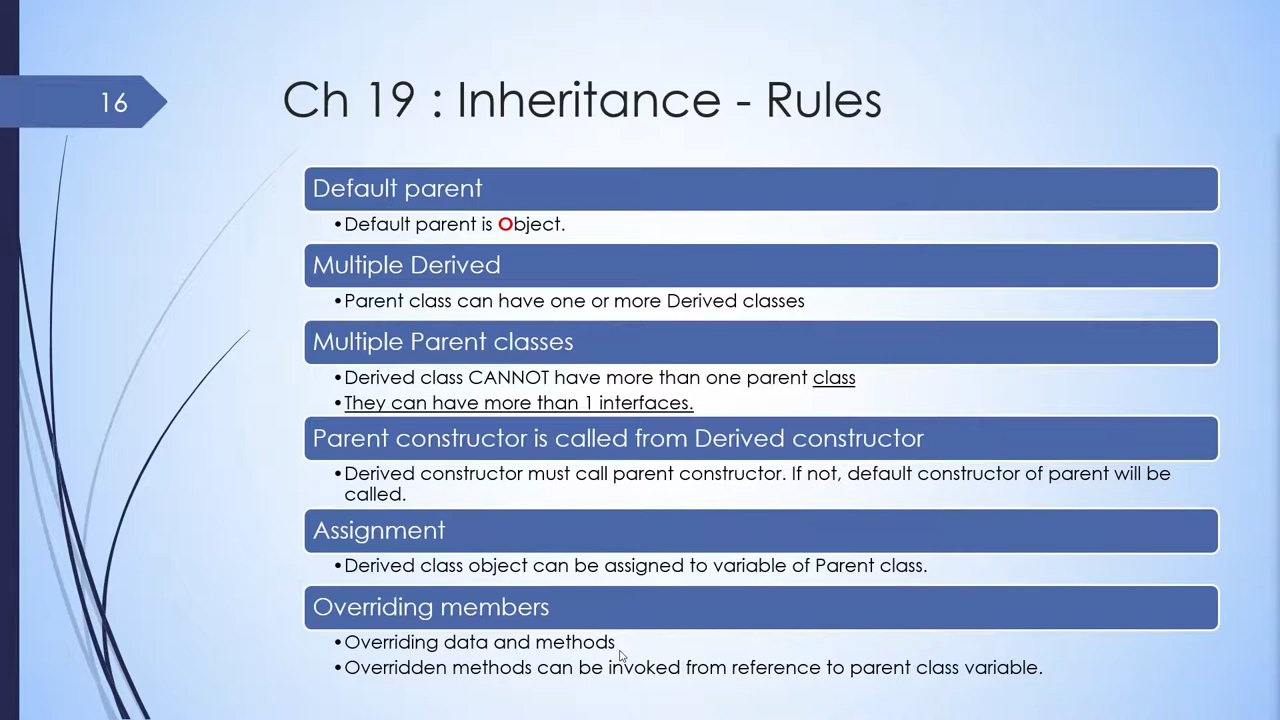 16
Ch 19 : Inheritance - Rules
Default parent
•Default parent is Object.
Multiple Derived
•Parent class can have one or more Derived classes
Multiple Parent classes
•Derived class CANNOT have more than one parent class
•They can have more than 1 interfaces.
Parent constructor is called from Derived constructor
•Derived constructor must call parent constructor. If not, default constructor of parent will be
called.
Assignment
•Derived class object can be assigned to variable of Parent class.
Overriding members
•Overriding data and methods
•Overridden methods can be invoked from reference to parent class variable.